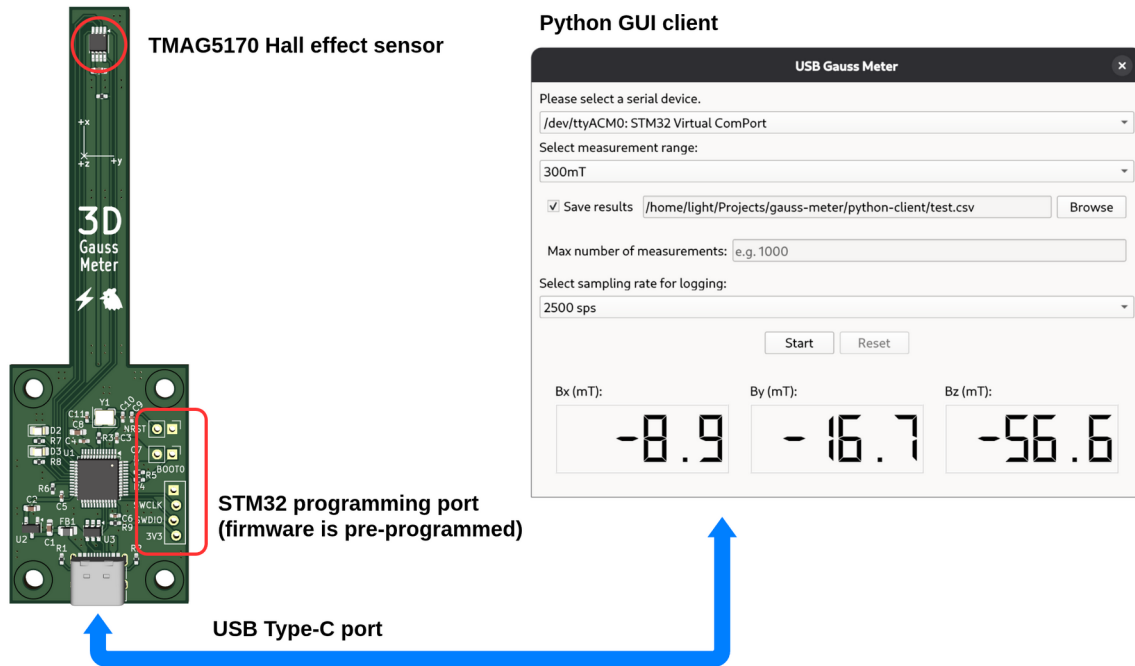 TMAG5170 Hall effect sensor
+x
+z
+y
3D
Gauss
Meter
Y1
C11
C8
C10
C9
D2
R7
C4
R3
C3
NRST
D3
R8
U1
C7
BOOT0
R5
R6
C2
C5
SWCLK
SWDIO
3V3
U2
C1
FB1
U3
C6
R9
R1
R2
STM32 programming port
(firmware is pre-programmed)
USB Type-C port
Python GUI client
USB Gauss Meter
Please select a serial device.
/dev/ttyACM0: STM32 Virtual ComPort
Select measurement range:
300mT
Save results /home/light/Projects/gauss-meter/python-client/test.csv Browse
Max number of measurements: e.g. 1000
Select sampling rate for logging:
2500 sps
Start Reset
Bx (mT): By (mT): Bz (mT):
-8.9 -16.7 -56.6